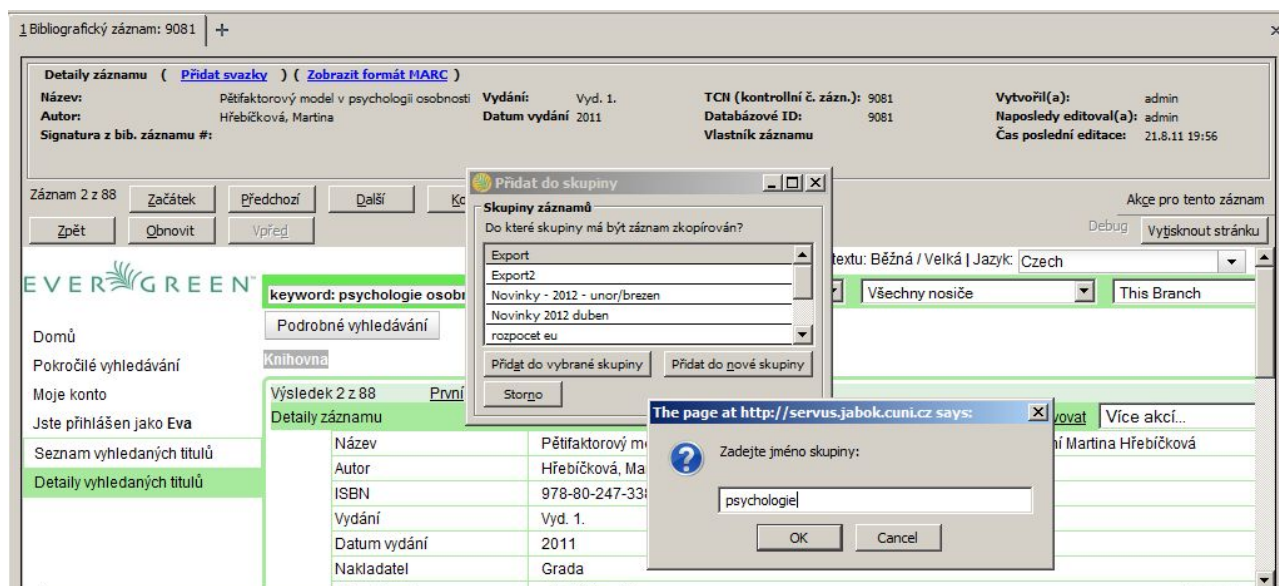 1 Bibliografický záznam: 9081
Detaily záznamu ( Přidat svazky ) ( Zobrazit formát MARC )
Název: Pětifaktorový model v psychologii osobnosti Vydání: Vyd. 1. TCN (kontrollní č. zázn.): 9081 Vytvořil(a): admin
Autor: Hřebíčková, Martina Datum vydání 2011 Databázové ID: 9081 Naposledy editoval(a): admin
Signatura z bib. záznamu #: Vlastník záznamu Čas poslední editace: 21.8.11 19:56
Záznam 2 z 88 Začátek Předchozí Další Ko
Akce pro tento záznam
Zpět Obnovit Vpřed
Debug Vytisknout stránku
Přidat do skupiny
Skupiny záznamů
Do které skupiny má být záznam zkopírován?
Export
Export2
Novinky - 2012 - unor/brezen
Novinky 2012 duben
rozpocet eu
Přidat do vybrané skupiny Přidat do nové skupiny
Storno
EVERGREEN
textu: Běžná / Velká | Jazyk: Czech
keyword: psychologie osobn
Všechny nosiče This Branch
Podrobné vyhledávání
Knihovna
Domů
Pokročilé vyhledávání
Moje konto
Jste přihlášen jako Eva
Seznam vyhledaných titulů
Detaily vyhledaných titulů
Výsledek 2 z 88 První
Detaily záznamu
ovat Více akcí...
Název Pětifaktorový mo ní Martina Hřebíčková
Autor Hřebíčková, Ma
ISBN 978-80-247-338
Vydání Vyd. 1.
Datum vydání 2011
Nakladatel Grada
The page at http://servus.jabok.cuni.cz says:
Zadejte jméno skupiny:
psychologie
OK Cancel